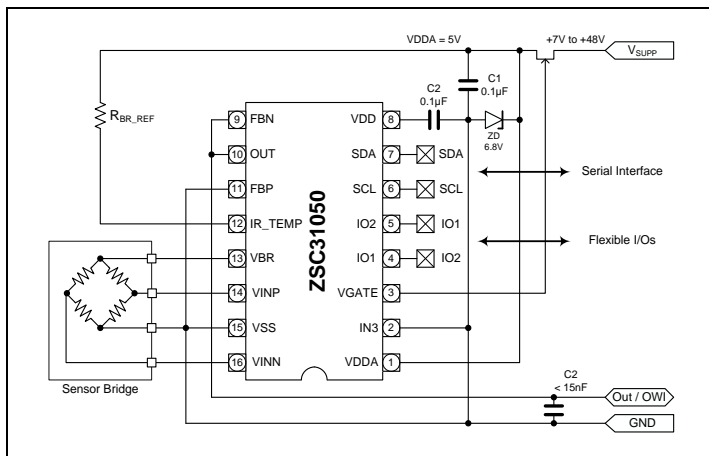 VDDA = 5V
+7V to +48V
VSUPP
C1
0.1µF
C2
0.1µF
RBR_REF
ZD
6.8V
ZSC31050
9 FBN
10 OUT
11 FBP
12 IR_TEMP
13 VBR
14 VINP
15 VSS
16 VINN
VDD 8
SDA 7 SDA
SCL 6 SCL
IO2 5 IO1
IO1 4 IO2
VGATE 3
IN3 2
VDDA 1
Serial Interface
Flexible I/Os
Sensor Bridge
C2
< 15nF
Out / OWI
GND